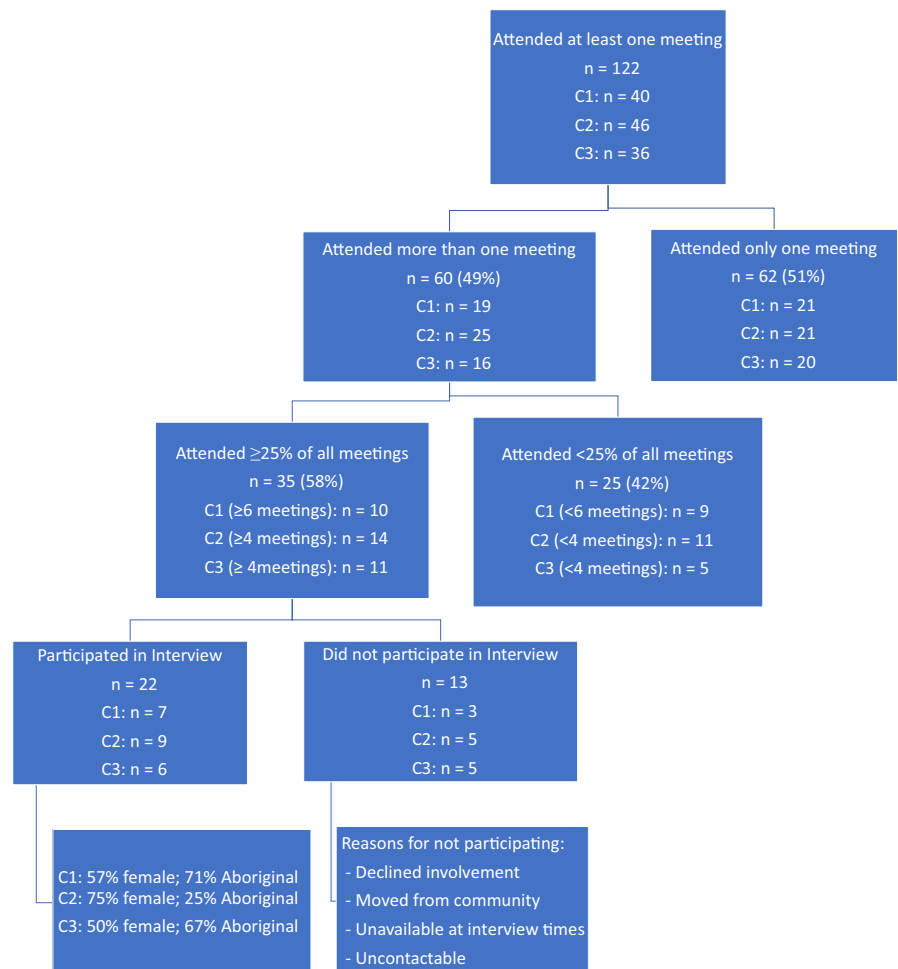 Attended at least one meeting
n = 122
C1: n = 40
C2: n = 46
C3: n = 36
Attended more than one meeting
n = 60 (49%)
C1: n = 19
C2: n = 25
C3: n = 16
Attended only one meeting
n = 62 (51%)
C1: n = 21
C2: n = 21
C3: n = 20
Attended ≥25% of all meetings
n = 35 (58%)
C1 (≥6 meetings): n = 10
C2 (≥4 meetings): n = 14
C3 (≥ 4meetings): n = 11
Attended <25% of all meetings
n = 25 (42%)
C1 (<6 meetings): n = 9
C2 (<4 meetings): n = 11
C3 (<4 meetings): n = 5
Participated in Interview
n = 22
C1: n = 7
C2: n = 9
C3: n = 6
Did not participate in Interview
n = 13
C1: n = 3
C2: n = 5
C3: n = 5
C1: 57% female; 71% Aboriginal
C2: 75% female; 25% Aboriginal
C3: 50% female; 67% Aboriginal
Reasons for not participating:
- Declined involvement
- Moved from community
- Unavailable at interview times
- Uncontactable